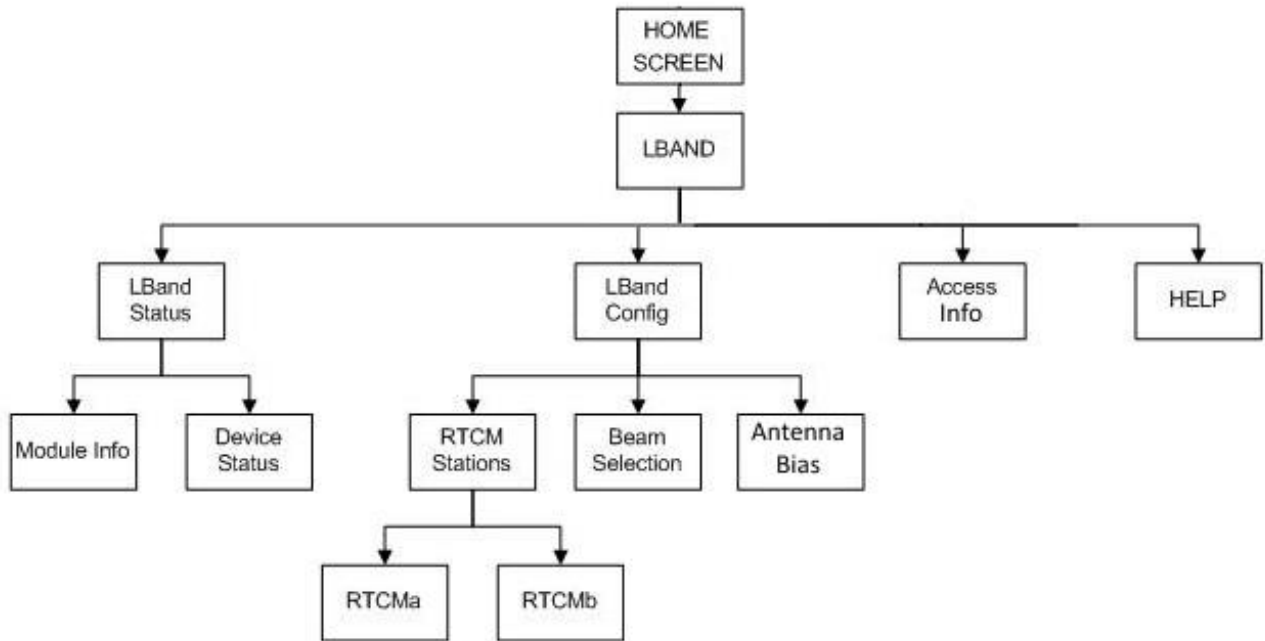 HOME
SCREEN
LBAND
LBand
Status
LBand
Config
Access
Info
HELP
Module Info
Device
Status
RTCM
Stations
Beam
Selection
Antenna
Bias
RTCMa
RTCMb